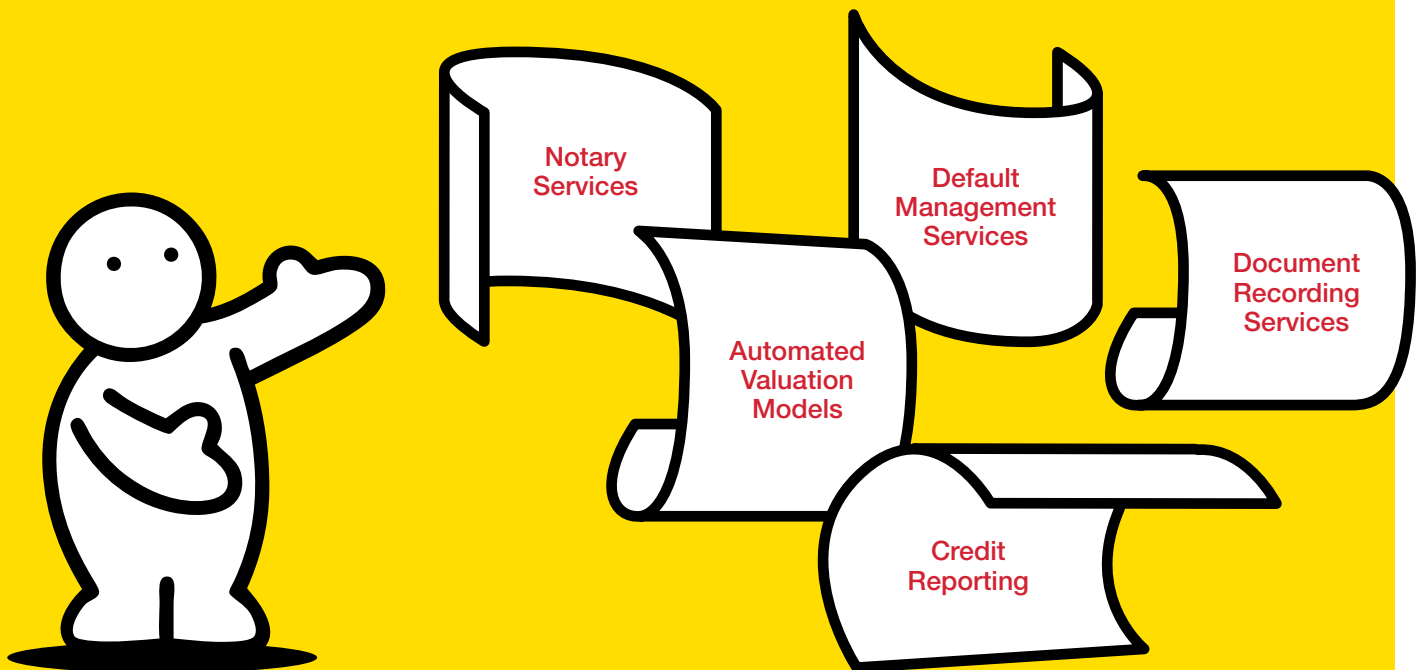 Notary
Services
Default
Management
Services
Document
Recording
Services
Automated
Valuation
Models
Credit
Reporting